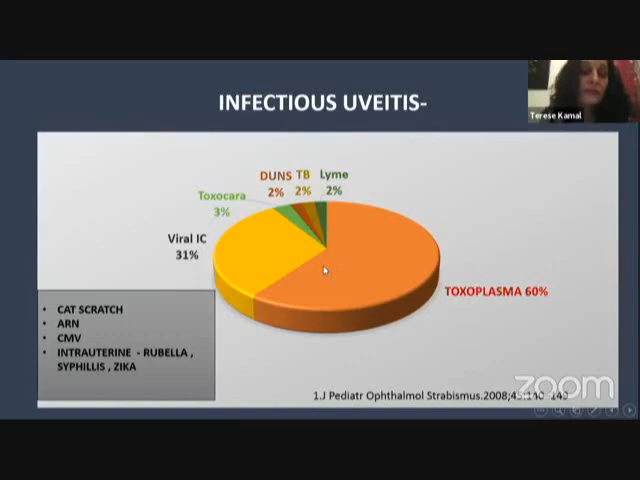 Terese Kamal
INFECTIOUS UVEITIS-
DUNS TB Lyme
2% 2% 2%
Toxocara
3%
Viral IC
31%
TOXOPLASMA 60%
• CAT SCRATCH
• ARN
• CMV
• INTRAUTERINE - RUBELLA ,
SYPHILLIS , ZIKA
zoom
1.J Pediatr Ophthalmol Strabismus.2008;